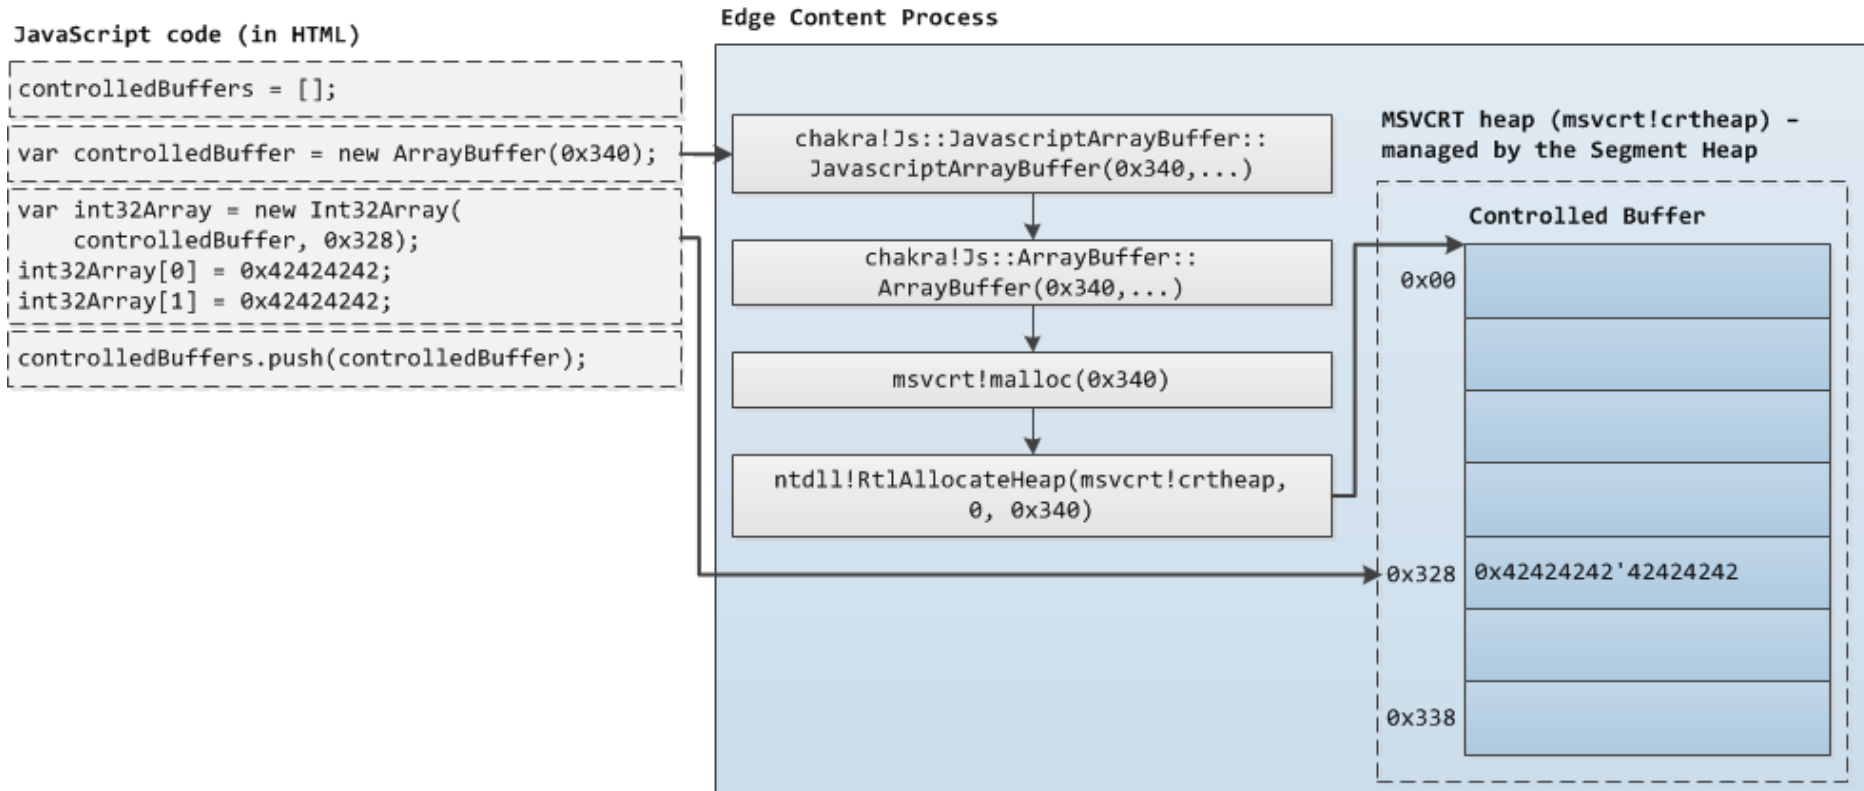 JavaScript code (in HTML)
controlledBuffers = [];
var controlledBuffer = new ArrayBuffer(0x340);
var int32Array = new Int32Array(
controlledBuffer, 0x328);
int32Array[0] = 0x42424242;
int32Array[1] = 0x42424242;
controlledBuffers.push(controlledBuffer);
Edge Content Process
chakra!Js::JavascriptArrayBuffer::
JavascriptArrayBuffer(0x340,...)
chakra!Js::ArrayBuffer::
ArrayBuffer(0x340,...)
msvcrt!malloc(0x340)
ntdll!RtlAllocateHeap(msvcrt!crtheap,
0, 0x340)
MSVCRT heap (msvcrt!crtheap) –
managed by the Segment Heap
Controlled Buffer
0x00
0x328 0x42424242'42424242
0x338